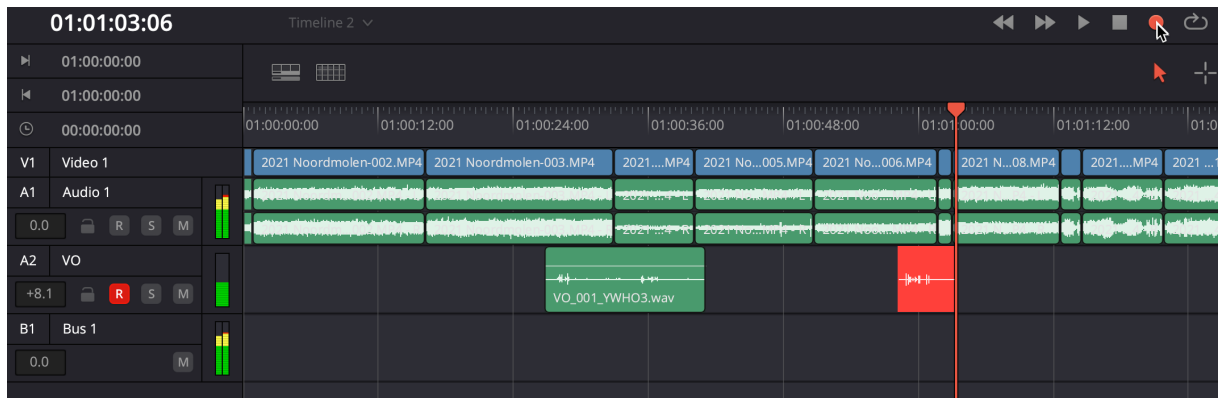 01:01:03:06 Timeline 2
01:00:00:00
01:00:00:00
00:00:00:00
01:00:00:00 01:00:12:00 01:00:24:00 01:00:36:00 01:00:48:00 01:01:00:00 01:01:12:00 01:0
V1 Video 1 2021 Noordmolen-002.MP4 2021 Noordmolen-003.MP4 2021....MP4 2021 No...005.MP4 2021 No...006.MP4 2021 N...08.MP4 2021....MP4 2021 ...1
A1 Audio 1
0.0 R S M
A2 VO
+8.1 R S M VO_001_YWHO3.wav
B1 Bus 1
0.0 M